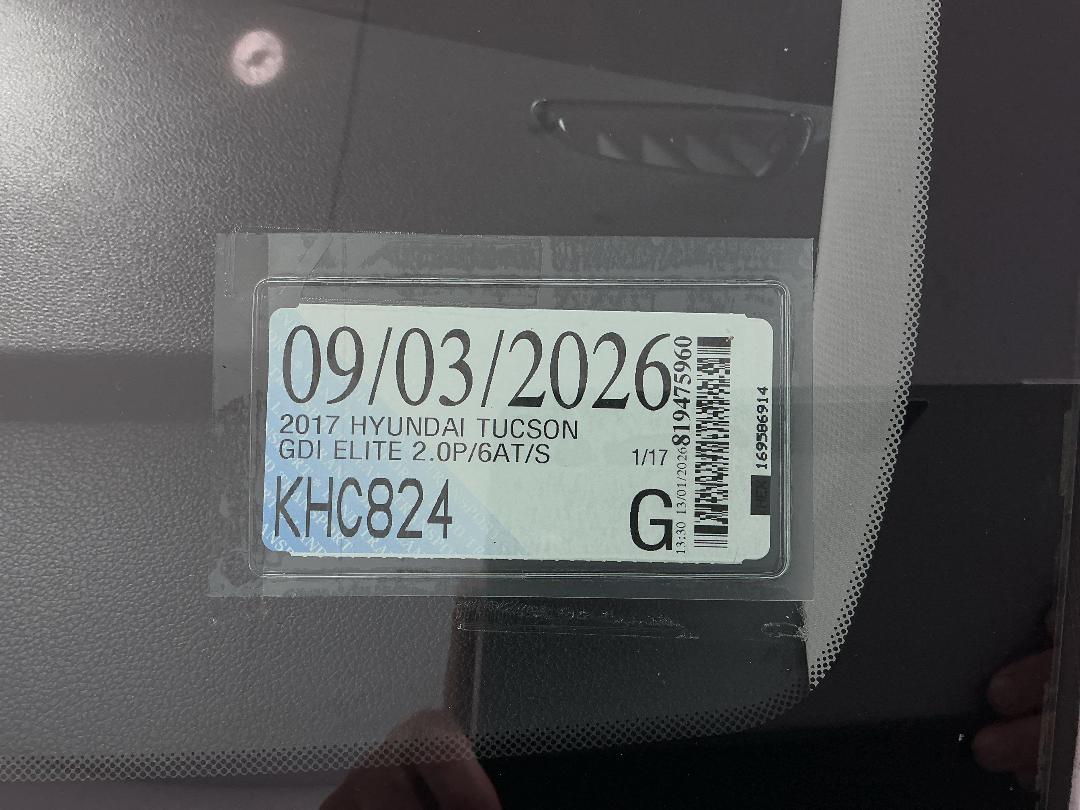 09/03/2026
2017 HYUNDAI TUCSON
GDI ELITE 2.0P/6AT/S
1/17
KHC824
G
13:30 13/01/2026
819475960
169586914